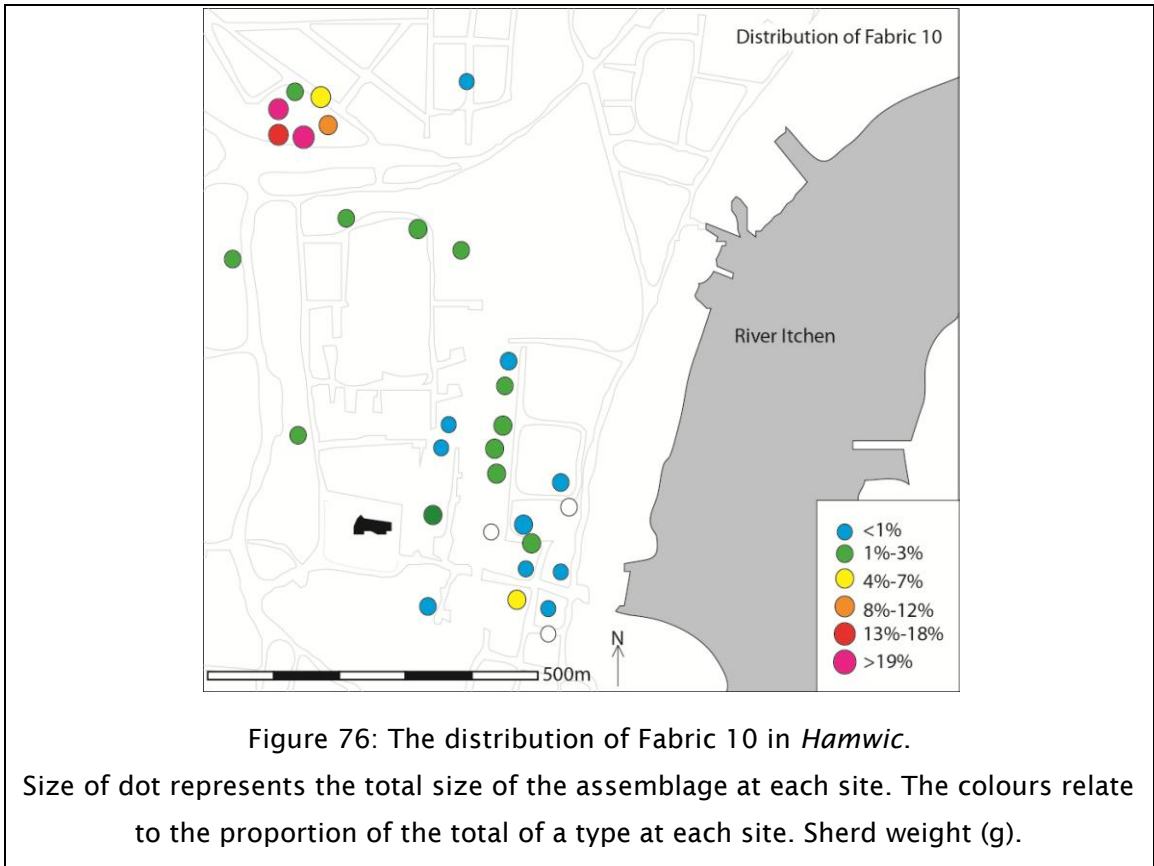 Distribution of Fabric 10
River Itchen
<1%
1%-3%
4%-7%
8%-12%
13%-18%
>19%
N
500m
Figure 76: The distribution of Fabric 10 in Hamwic.
Size of dot represents the total size of the assemblage at each site. The colours relate
to the proportion of the total of a type at each site. Sherd weight (g).